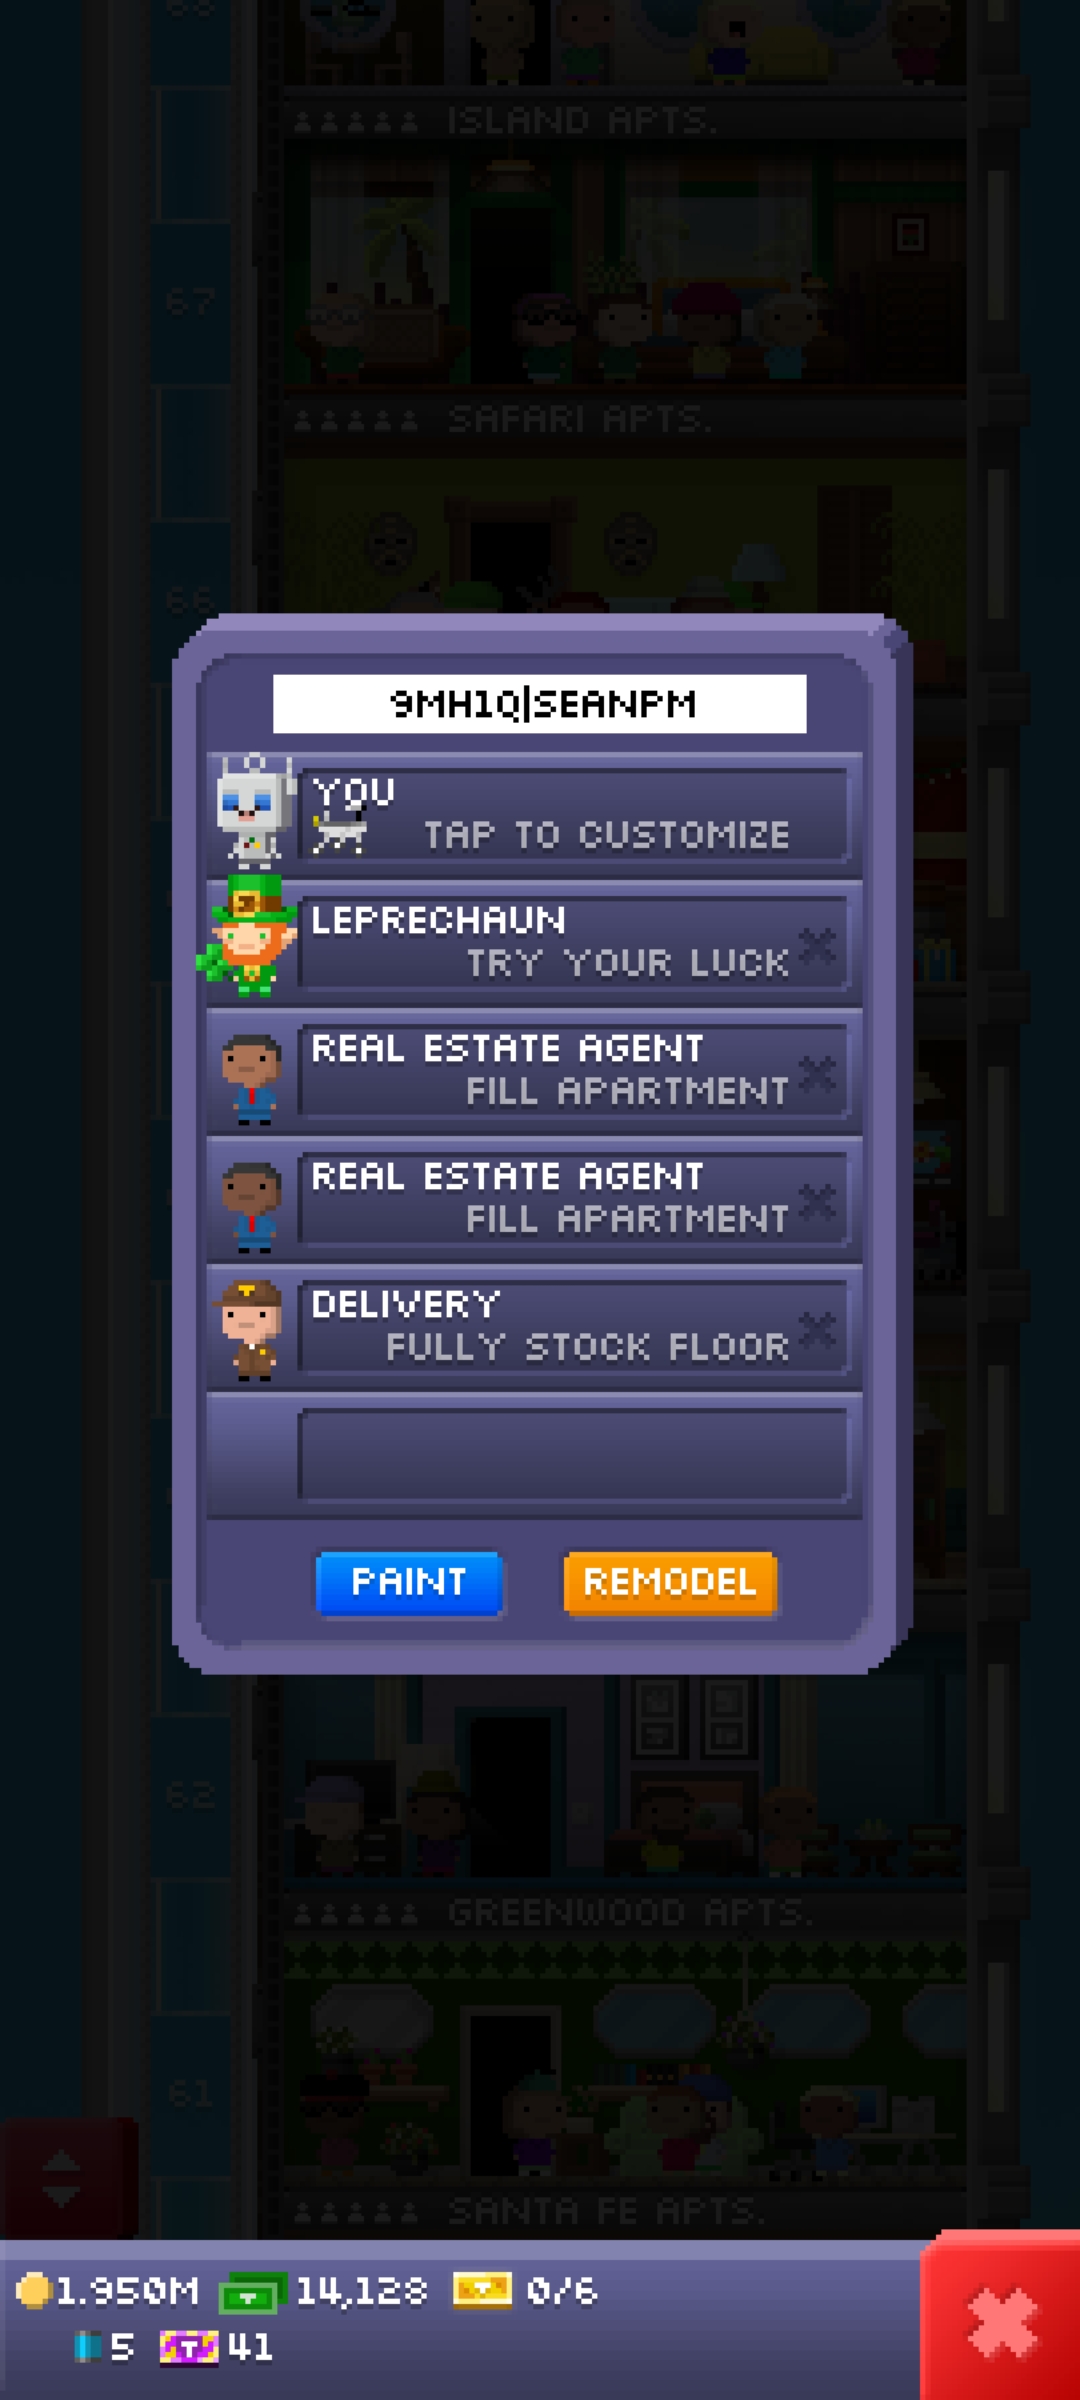 68
ISLAND APTS.
67
SAFARI APTS.
66
9MH1Q|SEANPM
YOU
TAP TO CUSTOMIZE
LEPRECHAUN
TRY YOUR LUCK
REAL ESTATE AGENT
FILL APARTMENT
REAL ESTATE AGENT
FILL APARTMENT
DELIVERY
FULLY STOCK FLOOR
PAINT
REMODEL
62
GREENWOOD APTS.
61
SANTA FE APTS.
1.950M
14,128
0/6
5
41